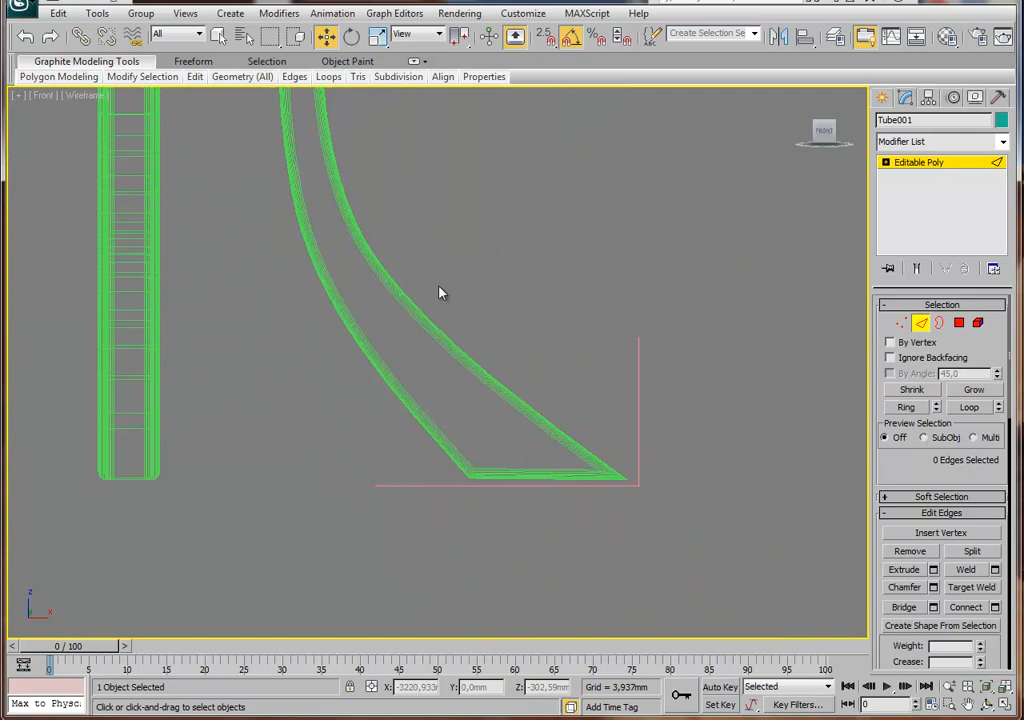 Edit Tools Group Views Create Modifiers Animation Graph Editors Rendering Customize MAXScript Help
All View 2.5 Create Selection Se
Graphite Modeling Tools Freeform Selection Object Paint
Polygon Modeling Modify Selection Edit Geometry (All) Edges Loops Tris Subdivision Align Properties
[ + ] [ Front ] [ Wireframe
FRONT
Tube001
Modifier List
Editable Poly
Selection
By Vertex
Ignore Backfacing
By Angle: 45,0
Shrink Grow
Ring Loop
Preview Selection
Off SubObj Multi
0 Edges Selected
Soft Selection
Edit Edges
Insert Vertex
Remove Split
Extrude Weld
Chamfer Target Weld
Bridge Connect
Create Shape From Selection
Weight:
Crease:
z
x
< 0 / 100 >
0 5 10 15 20 25 30 35 40 45 50 55 60 65 70 75 80 85 90 95 100
1 Object Selected X: -3220,933 Y: 0,0mm Z: -302,59mm Grid = 3,937mm Auto Key Selected
Max to Physc Click or click-and-drag to select objects Add Time Tag Set Key Key Filters... 0